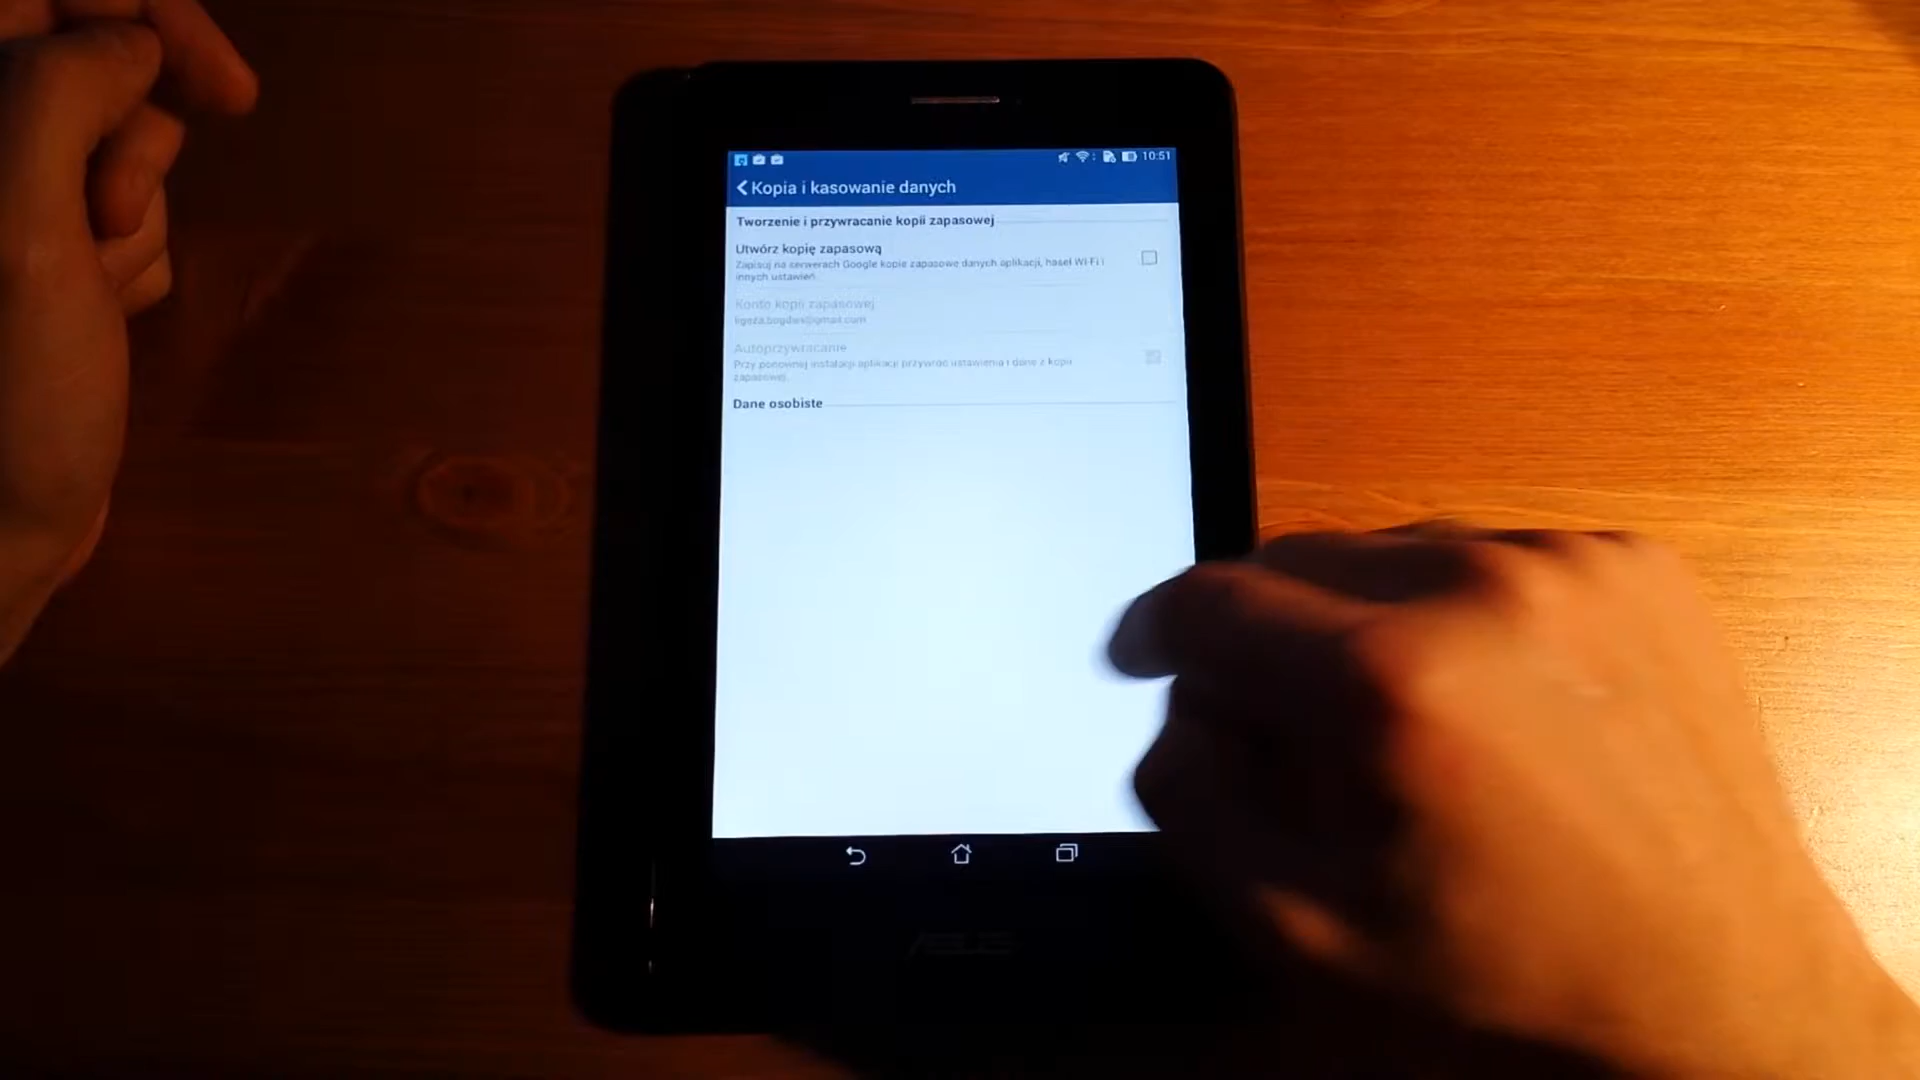 10:51
Kopia i kasowanie danych
Tworzenie i przywracanie kopii zapasowej
Utwórz kopię zapasową
Zapisuj na serwerach Google kopie zapasowe danych aplikacji, haseł Wi-Fi i
innych ustawień.
Konto kopii zapasowej
Autoprzywracanie
Przy ponownej instalacji aplikacji przywróć ustawienia i dane z kopii
zapasowej.
Dane osobiste
ASUS